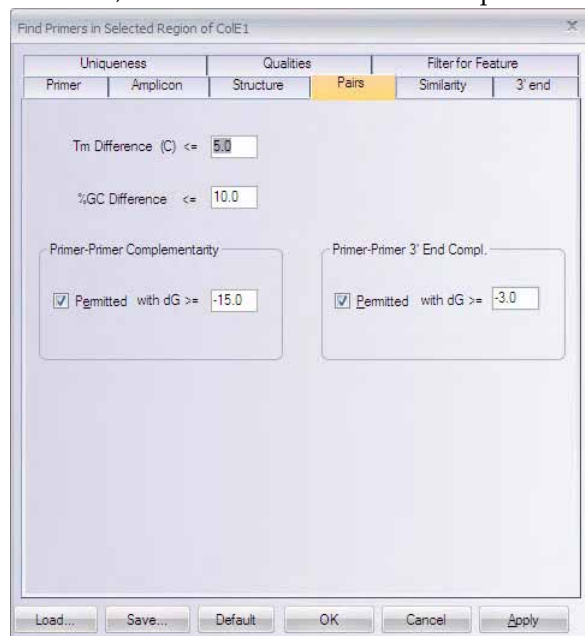 Find Primers in Selected Region of ColE1
Uniqueness Qualities Filter for Feature
Primer Amplicon Structure Pairs Similarity 3' end
Tm Difference (C) <= 5.0
%GC Difference <= 10.0
Primer-Primer Complementarity Primer-Primer 3' End Compl.
Permitted with dG >= -15.0 Permitted with dG >= -3.0
Load... Save... Default OK Cancel Apply